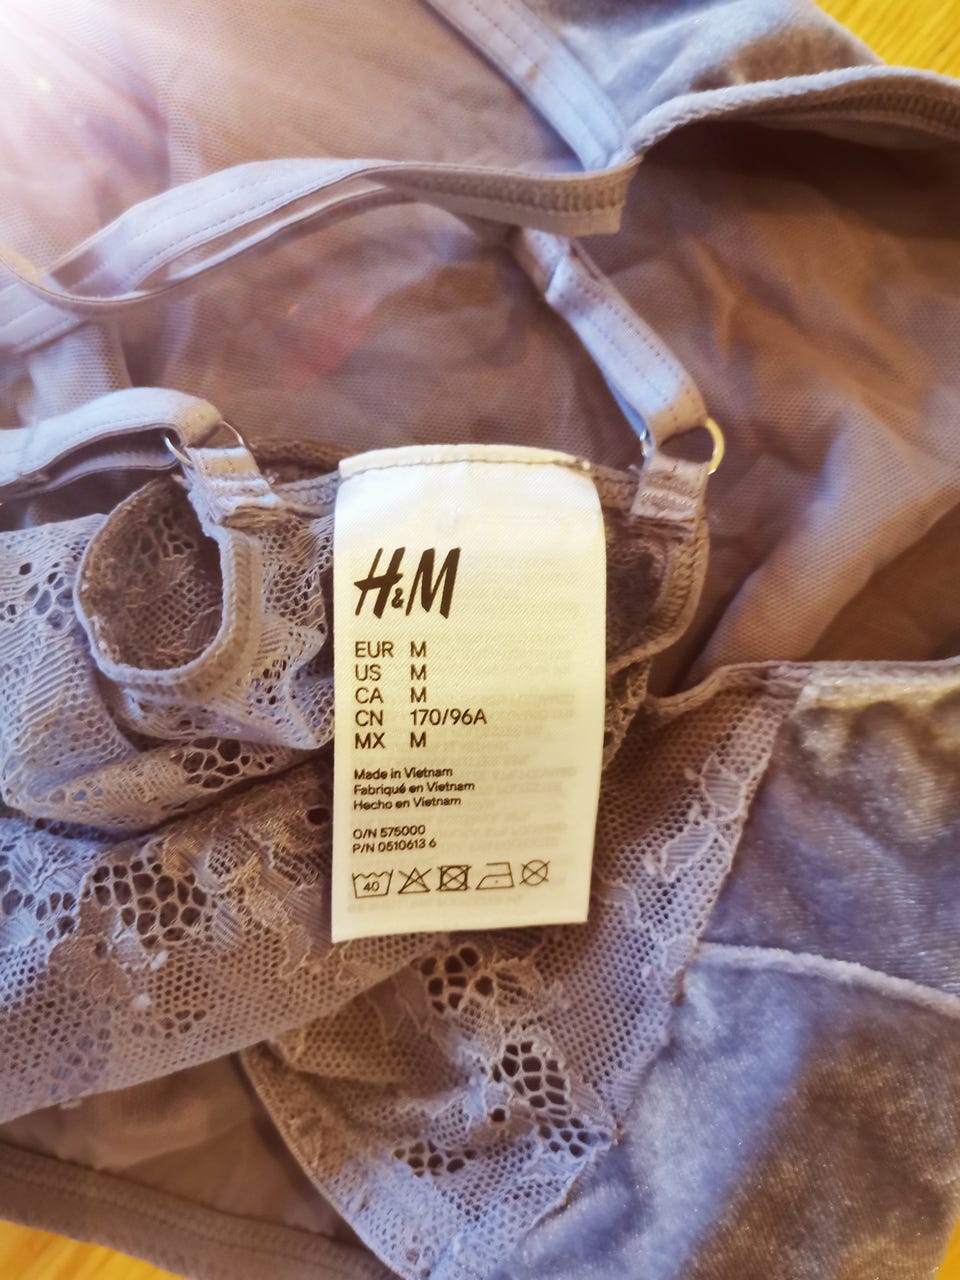 H&M
EUR M
US M
CA M
CN 170/96A
MX M
Made in Vietnam
Fabriqué en Vietnam
Hecho en Vietnam
O/N 575000
P/N 0510613 6
40